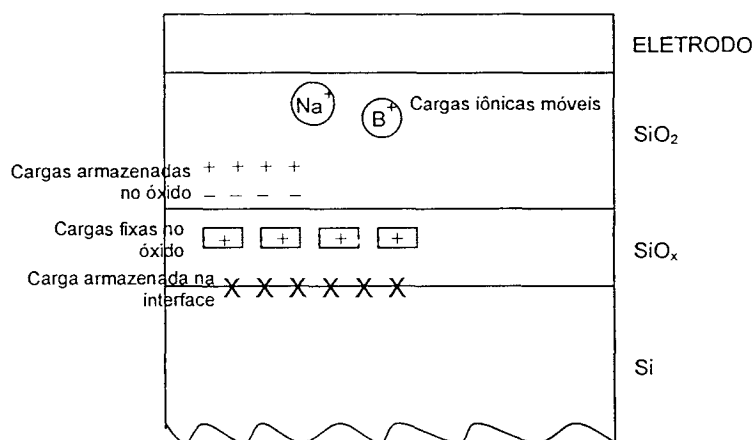 ELETRODO
Na+
B+
Cargas iônicas móveis
SiO₂
Cargas armazenadas
no óxido
+ + + +
– – – –
Cargas fixas no
óxido
+ + + +
SiOₓ
Carga armazenada na
interface
X X X X X X
Si